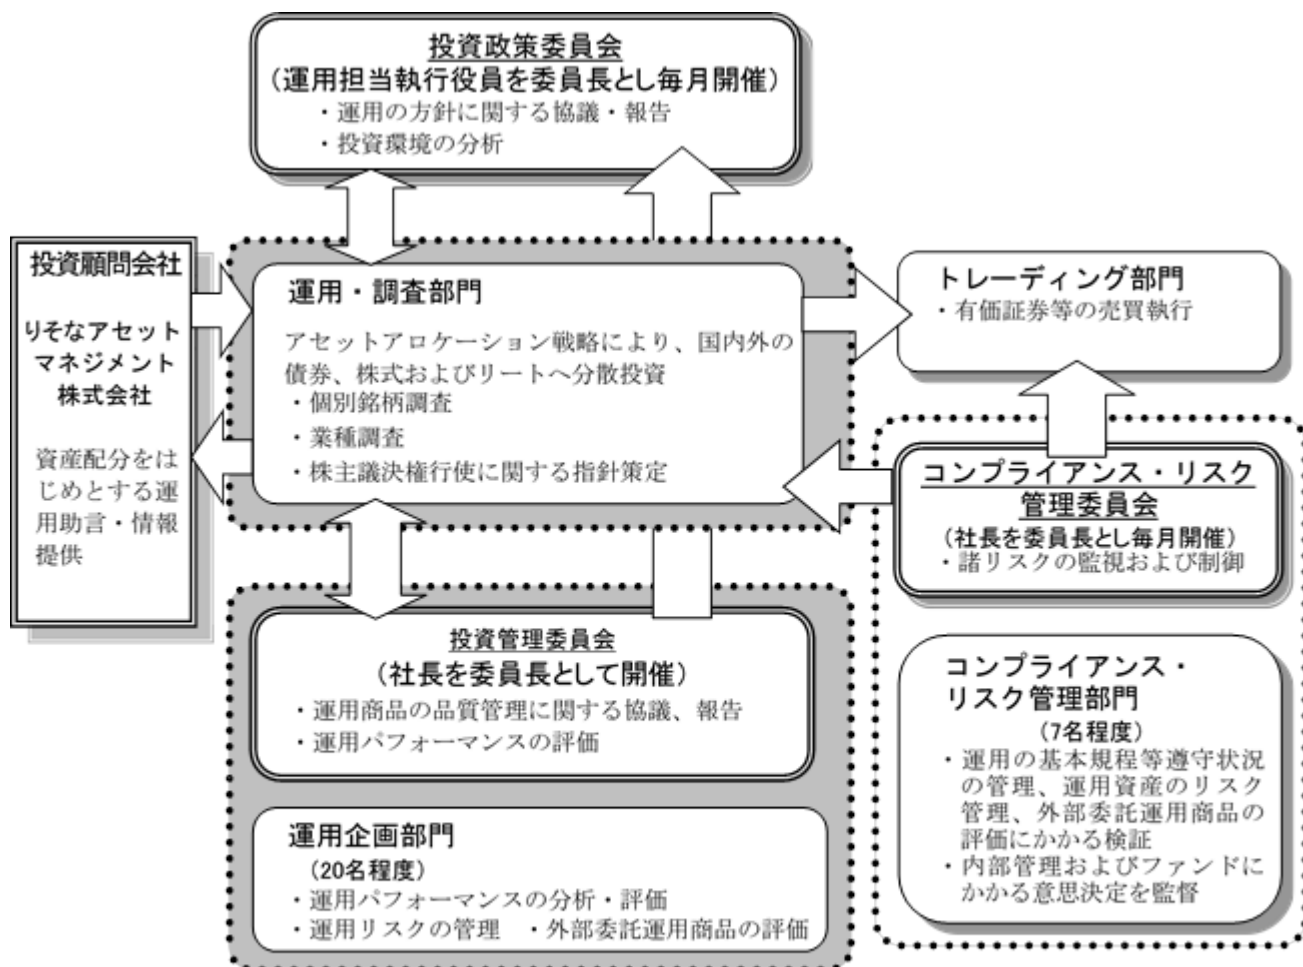 投資政策委員会
(運用担当執行役員を委員長とし毎月開催)
・運用の方針に関する協議・報告
・投資環境の分析
投資顧問会社
りそなアセット
マネジメント
株式会社
資産配分をは
じめとする運
用助言・情報
提供
運用・調査部門
アセットアロケーション戦略により、国内外の
債券、株式およびリートへ分散投資
・個別銘柄調査
・業種調査
・株主議決権行使に関する指針策定
トレーディング部門
・有価証券等の売買執行
コンプライアンス・リスク
管理委員会
(社長を委員長とし毎月開催)
・諸リスクの監視および制御
投資管理委員会
(社長を委員長として開催)
・運用商品の品質管理に関する協議、報告
・運用パフォーマンスの評価
運用企画部門
(20名程度)
・運用パフォーマンスの分析・評価
・運用リスクの管理　・外部委託運用商品の評価
コンプライアンス・
リスク管理部門
(7名程度)
・運用の基本規程等遵守状況
の管理、運用資産のリスク
管理、外部委託運用商品の
評価にかかる検証
・内部管理およびファンドに
かかる意思決定を監督